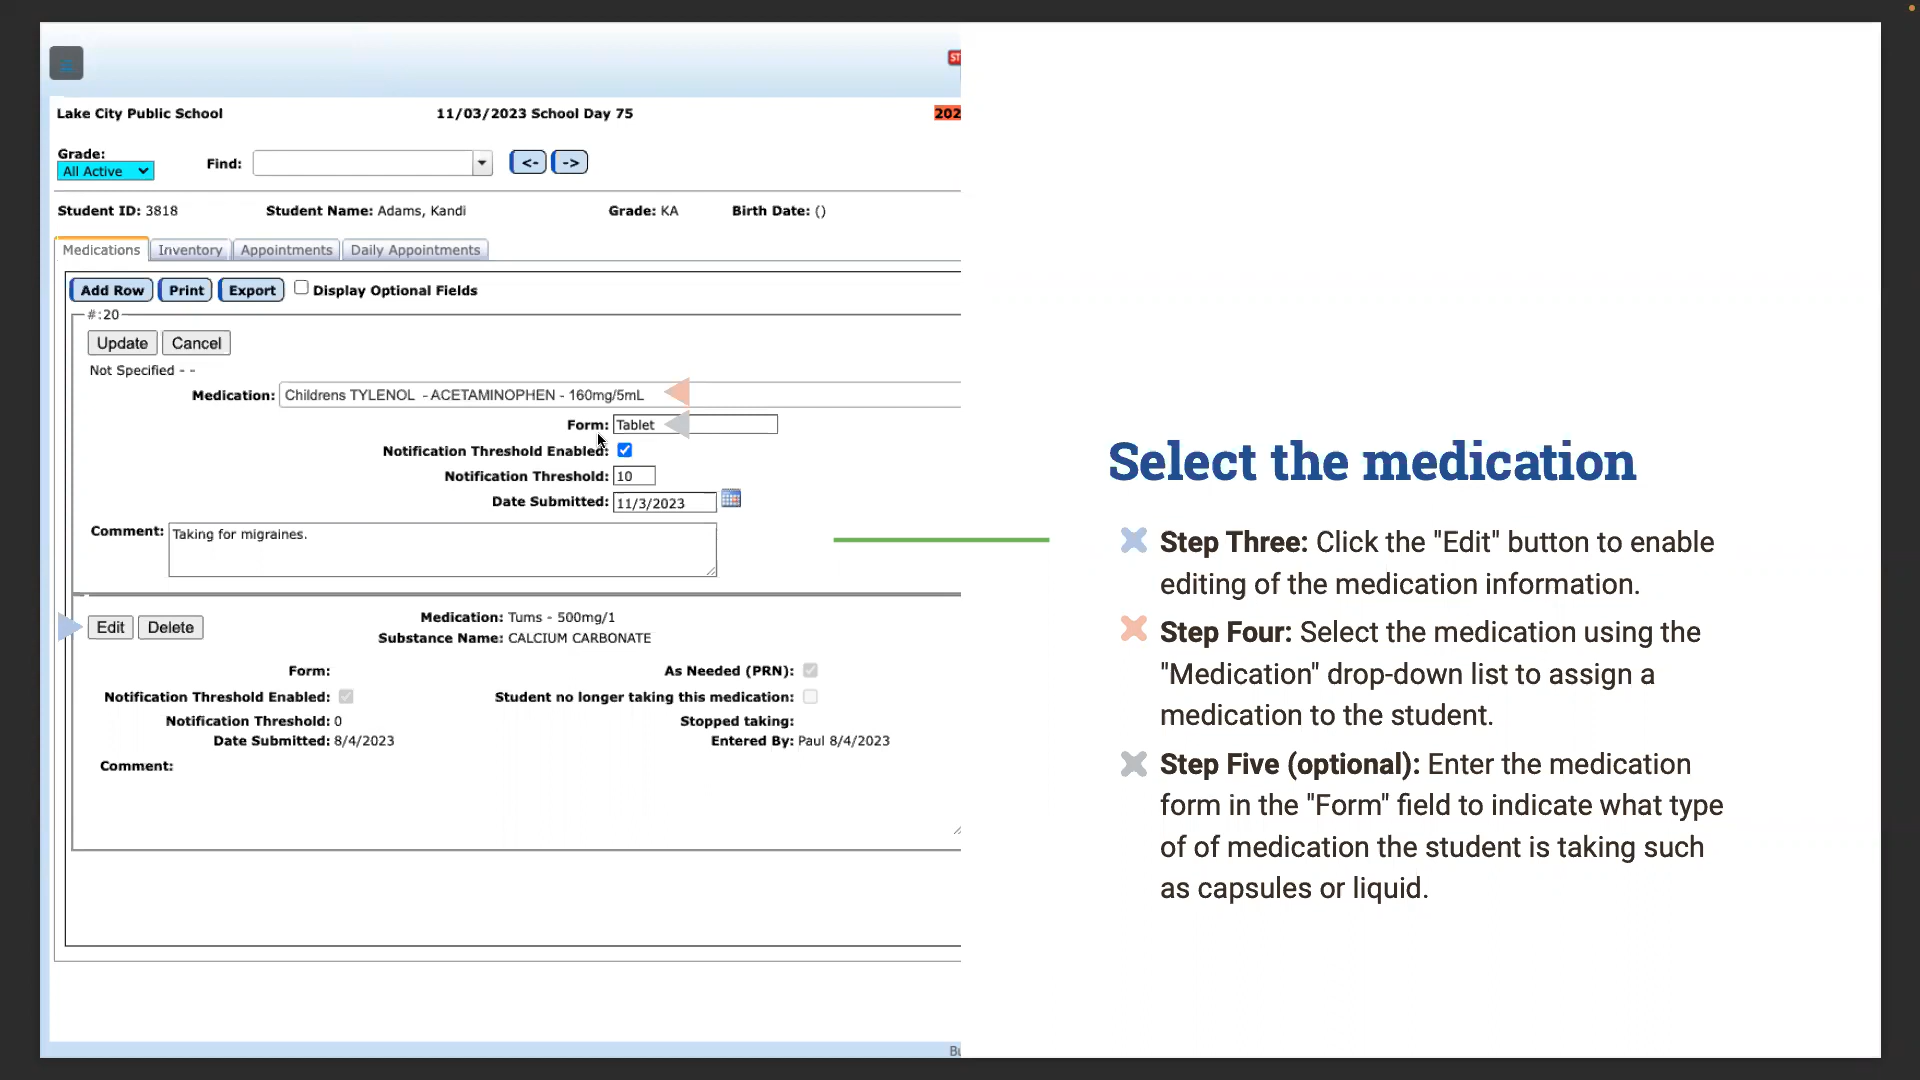 Lake City Public School 11/03/2023 School Day 75
Grade:
All Active Find: <- ->
Student ID: 3818 Student Name: Adams, Kandi Grade: KA Birth Date: ()
Medications Inventory Appointments Daily Appointments
Add Row Print Export Display Optional Fields
#:20
Update Cancel
Not Specified - -
Medication: Childrens TYLENOL - ACETAMINOPHEN - 160mg/5mL
Form: Tablet
Notification Threshold Enabled:
Notification Threshold: 10
Date Submitted: 11/3/2023
Comment: Taking for migraines.
Edit Delete
Medication: Tums - 500mg/1
Substance Name: CALCIUM CARBONATE
Form: As Needed (PRN):
Notification Threshold Enabled: Student no longer taking this medication:
Notification Threshold: 0 Stopped taking:
Date Submitted: 8/4/2023 Entered By: Paul 8/4/2023
Comment:
Select the medication
Step Three: Click the "Edit" button to enable
editing of the medication information.
Step Four: Select the medication using the
"Medication" drop-down list to assign a
medication to the student.
Step Five (optional): Enter the medication
form in the "Form" field to indicate what type
of of medication the student is taking such
as capsules or liquid.